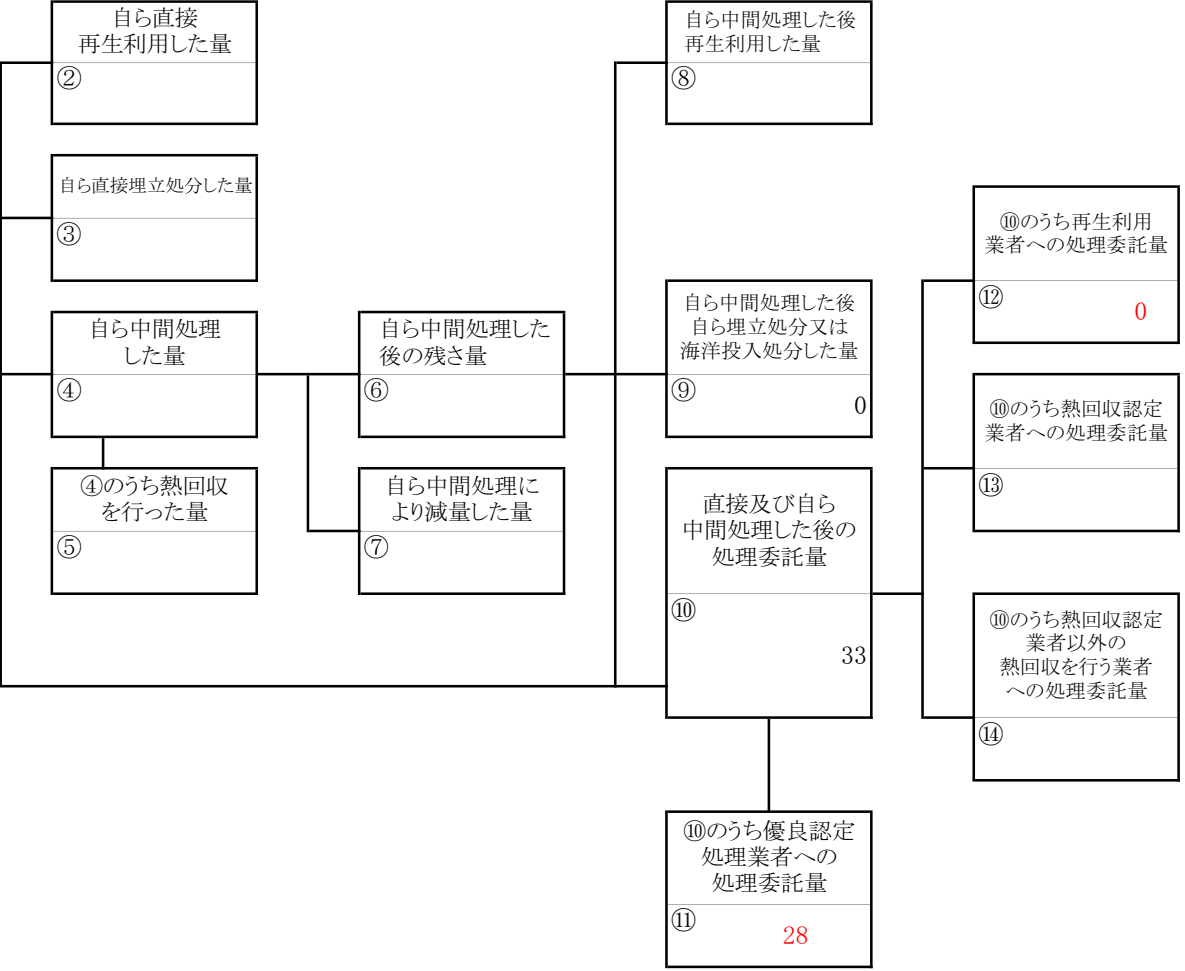 自ら直接
再生利用した量
②
自ら直接埋立処分した量
③
自ら中間処理
した量
④
④のうち熱回収
を行った量
⑤
自ら中間処理した
後の残さ量
⑥
自ら中間処理に
より減量した量
⑦
自ら中間処理した後
再生利用した量
⑧
自ら中間処理した後
自ら埋立処分又は
海洋投入処分した量
⑨
0
直接及び自ら
中間処理した後の
処理委託量
⑩
33
⑩のうち優良認定
処理業者への
処理委託量
⑪
28
⑩のうち再生利用
業者への処理委託量
⑫
0
⑩のうち熱回収認定
業者への処理委託量
⑬
⑩のうち熱回収認定
業者以外の
熱回収を行う業者
への処理委託量
⑭